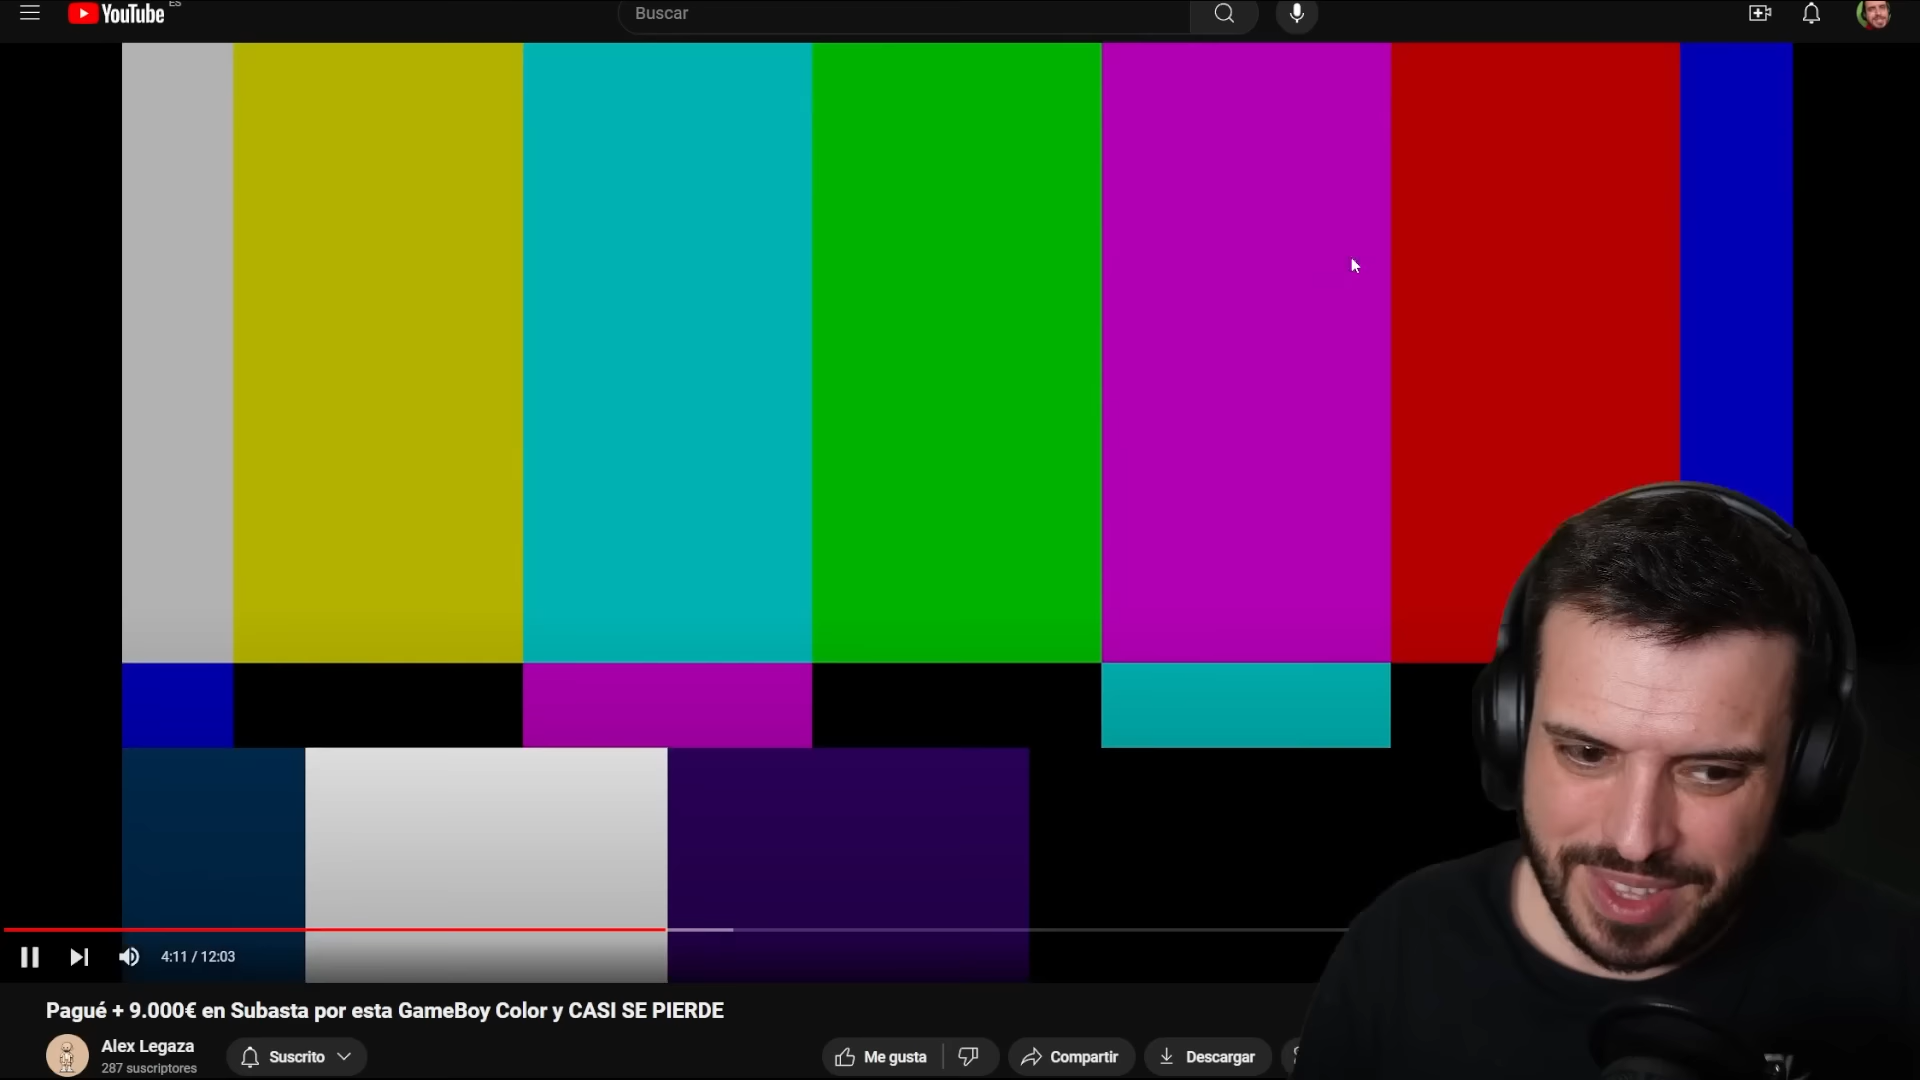 YouTube ES
Buscar
4:11 / 12:03
Pagué + 9.000€ en Subasta por esta GameBoy Color y CASI SE PIERDE
Alex Legaza
287 suscriptores
Suscrito
Me gusta
Compartir
Descargar